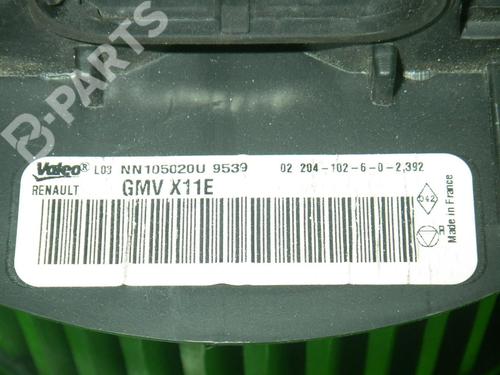 B-PARTS
Valeo® L03 NN105020U 9539 02 204-102-6-0-2,392
RENAULT GMV X11E
042
R
Made in France